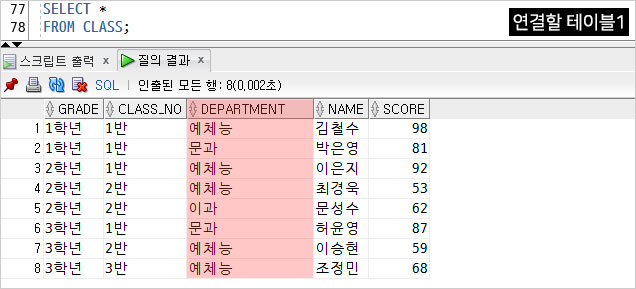 77 SELECT *
78 FROM CLASS;
연결할 테이블1
스크립트 출력 × 질의 결과 ×
SQL | 인출된 모든 행: 8(0,002초)
GRADE CLASS_NO DEPARTMENT NAME SCORE
1 1학년 1반 예체능 김철수 98
2 1학년 1반 문과 박은영 81
3 2학년 1반 예체능 이은지 92
4 2학년 2반 예체능 최경욱 53
5 2학년 2반 이과 문성수 62
6 3학년 1반 문과 허윤영 87
7 3학년 2반 예체능 이승현 59
8 3학년 3반 예체능 조정민 68